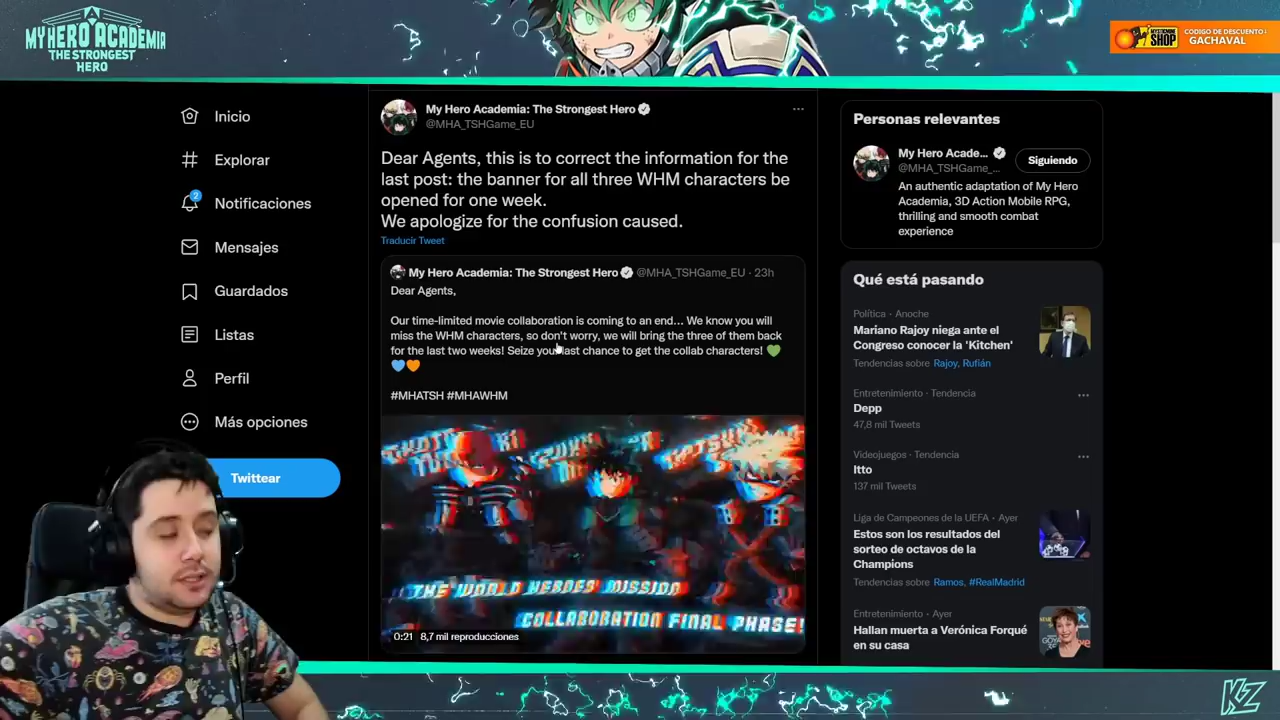 MY HERO ACADEMIA
THE STRONGEST
HERO
MYSTERYBOX
SHOP
CODIGO DE DESCUENTO:
GACHAVAL
Inicio
Explorar
2
Notificaciones
Mensajes
Guardados
Listas
Perfil
Más opciones
Twittear
My Hero Academia: The Strongest Hero
@MHA_TSHGame_EU
Dear Agents, this is to correct the information for the
last post: the banner for all three WHM characters be
opened for one week.
We apologize for the confusion caused.
Traducir Tweet
My Hero Academia: The Strongest Hero @MHA_TSHGame_EU · 23h
Dear Agents,
Our time-limited movie collaboration is coming to an end... We know you will
miss the WHM characters, so don't worry, we will bring the three of them back
for the last two weeks! Seize your last chance to get the collab characters! 💚
💙🧡
#MHATSH #MHAWHM
THE WORLD HEROES' MISSION
COLLABORATION FINAL PHASE!
0:21 8,7 mil reproducciones
Personas relevantes
My Hero Acade...
@MHA_TSHGame_...
Siguiendo
An authentic adaptation of My Hero
Academia, 3D Action Mobile RPG,
thrilling and smooth combat
experience
Qué está pasando
Política · Anoche
Mariano Rajoy niega ante el
Congreso conocer la 'Kitchen'
Tendencias sobre Rajoy, Rufián
Entretenimiento · Tendencia
Depp
47,8 mil Tweets
Videojuegos · Tendencia
Itto
137 mil Tweets
Liga de Campeones de la UEFA · Ayer
Estos son los resultados del
sorteo de octavos de la
Champions
Tendencias sobre Ramos, #RealMadrid
Entretenimiento · Ayer
Hallan muerta a Verónica Forqué
en su casa
KZ